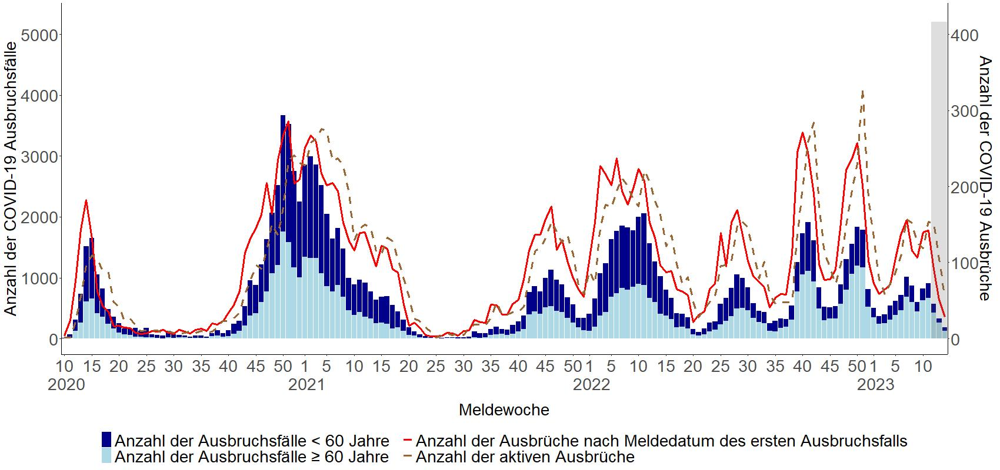 Anzahl der COVID-19 Ausbruchsfälle
5000
4000
3000
2000
1000
0
400
300
200
100
0
Anzahl der COVID-19 Ausbrüche
10 15 20 25 30 35 40 45 50 1 5 10 15 20 25 30 35 40 45 50 1 5 10 15 20 25 30 35 40 45 50 1 5 10
2020 2021 2022 2023
Meldewoche
Anzahl der Ausbruchsfälle < 60 Jahre Anzahl der Ausbrüche nach Meldedatum des ersten Ausbruchsfalls
Anzahl der Ausbruchsfälle ≥ 60 Jahre Anzahl der aktiven Ausbrüche